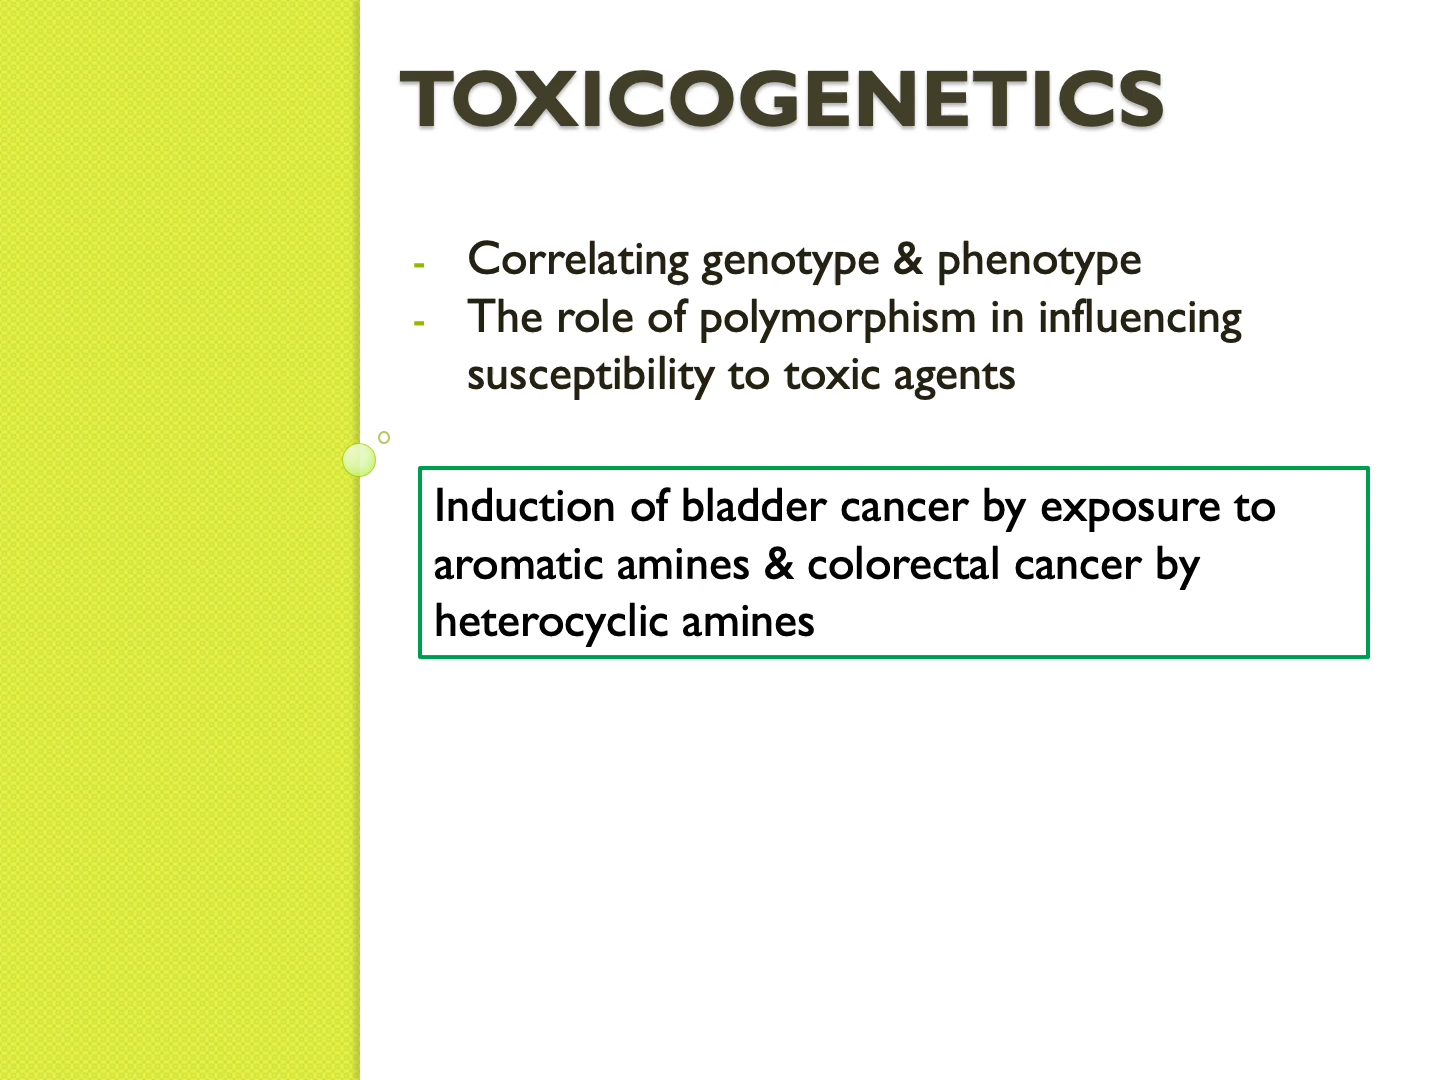 TOXICOGENETICS
- Correlating genotype & phenotype
- The role of polymorphism in influencing
susceptibility to toxic agents
Induction of bladder cancer by exposure to
aromatic amines & colorectal cancer by
heterocyclic amines